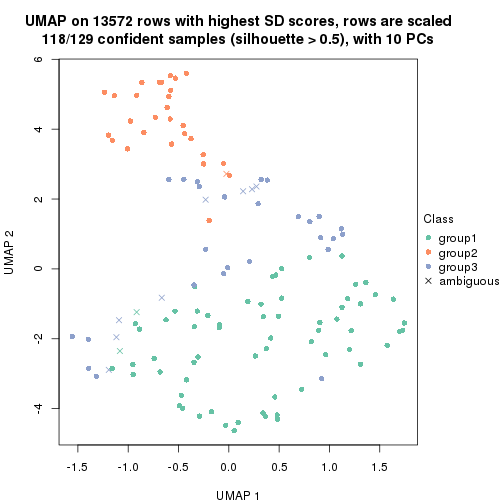 UMAP on 13572 rows with highest SD scores, rows are scaled
118/129 confident samples (silhouette > 0.5), with 10 PCs
6
4
2
0
-2
-4
UMAP 2
-1.5
-1.0
-0.5
0.0
0.5
1.0
1.5
UMAP 1
Class
group1
group2
group3
ambiguous